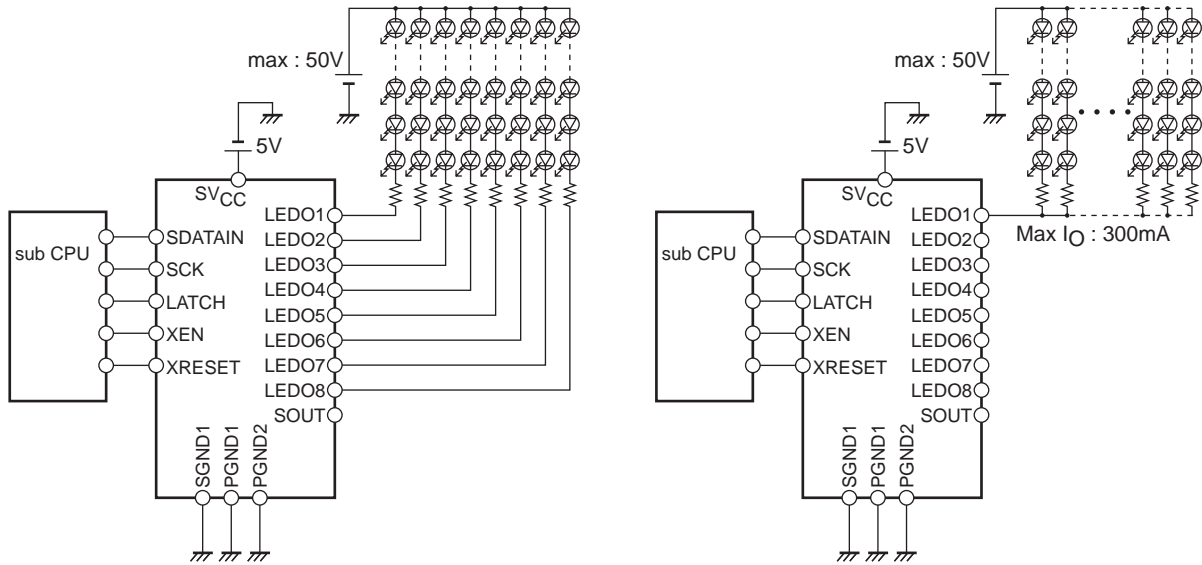 max : 50V
5V
SVCC
sub CPU
SDATAIN
SCK
LATCH
XEN
XRESET
LEDO1
LEDO2
LEDO3
LEDO4
LEDO5
LEDO6
LEDO7
LEDO8
SOUT
SGND1
PGND1
PGND2
max : 50V
5V
SVCC
sub CPU
SDATAIN
SCK
LATCH
XEN
XRESET
LEDO1
Max IO : 300mA
LEDO2
LEDO3
LEDO4
LEDO5
LEDO6
LEDO7
LEDO8
SOUT
SGND1
PGND1
PGND2